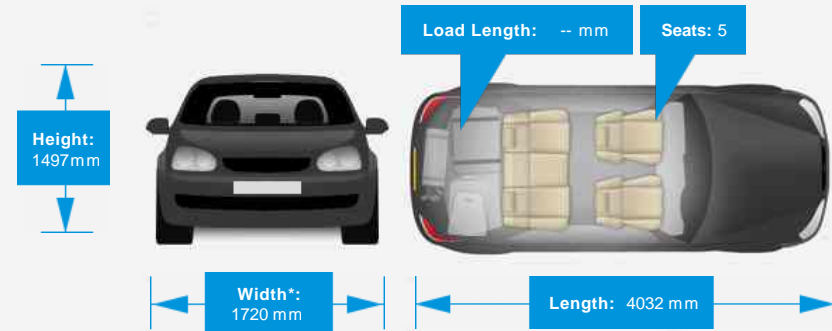 Load Length: -- mm
Seats: 5
Height:
1497mm
Width*:
1720 mm
Length: 4032 mm